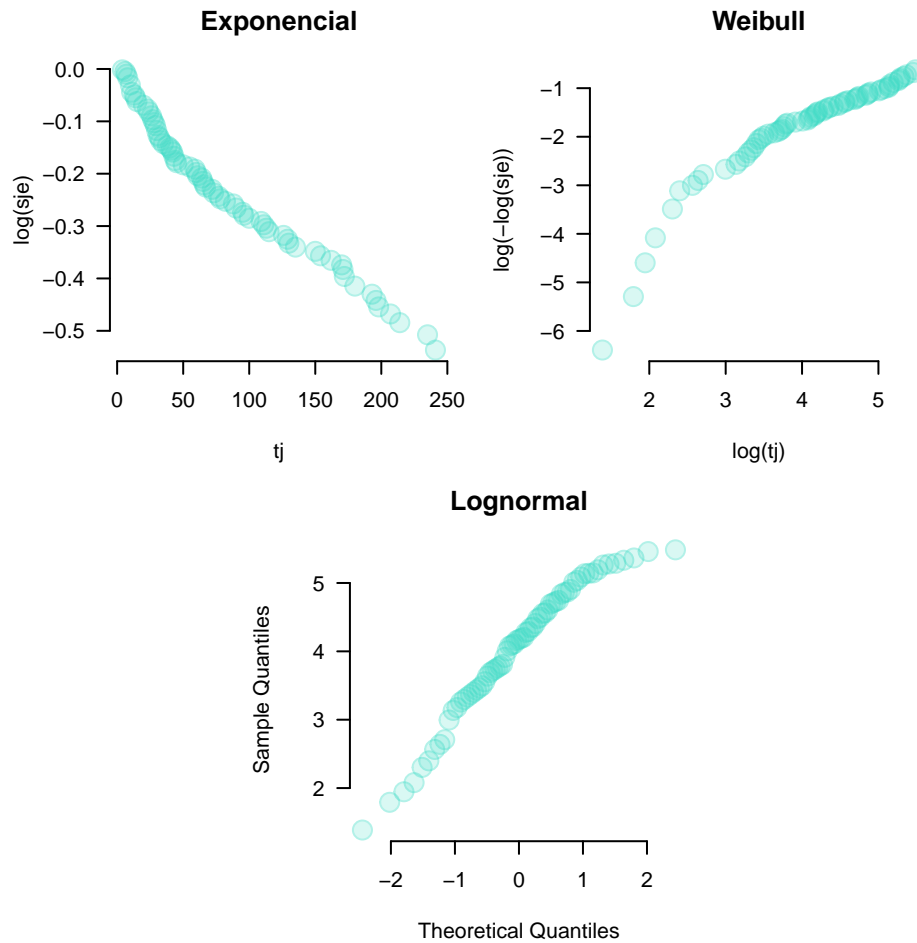 Exponencial
log(sje)
0.0
−0.1
−0.2
−0.3
−0.4
−0.5
0 50 100 150 200 250
tj
Weibull
log(−log(sje))
−1
−2
−3
−4
−5
−6
2 3 4 5
log(tj)
Lognormal
Sample Quantiles
5
4
3
2
−2 −1 0 1 2
Theoretical Quantiles